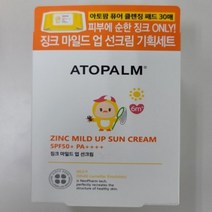 아토팜 퓨어 클렌징 패드 30매
피부에 순한 징크 ONLY!
징크 마일드 업 선크림 기획세트
ATOPALM
ZINC MILD UP SUN CREAM
SPF50+ PA++++
징크 마일드 업 선크림